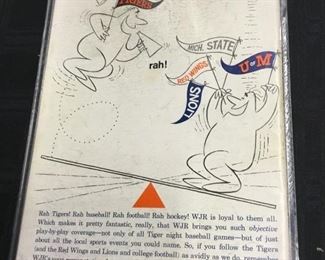 TIGERS
MICH. STATE
rah!
RED WINGS
U of M
LIONS
Rah Tigers! Rah baseball! Rah football! Rah hockey! WJR is loyal to them all.
Which makes it pretty fantastic, really, that WJR brings you such objective
play-by-play coverage—not only of all Tiger night baseball games—but of just
about all the local sports events you could name. So, if you follow the Tigers
(and the Red Wings and Lions and college football) as avidly as we do, remember